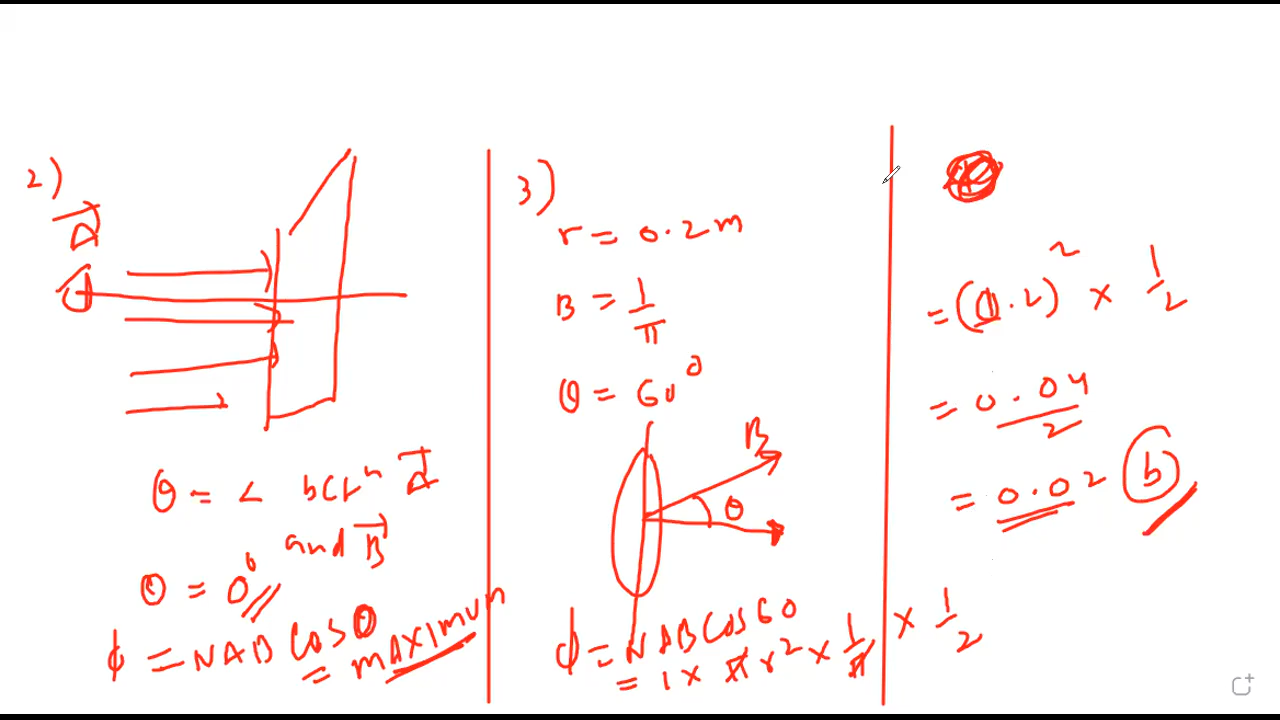 2)
A
θ = ∠ bet^n A
and B
θ = 0°
ϕ = NAB COS θ
= MAXIMUM
3)
r = 0.2m
B = 1/π
θ = 60°
B
θ
ϕ = NAB COS 60
= 1 × π r² × 1/π × 1/2
= (0.2)² × 1/2
= 0.04/2
= 0.02 (b)